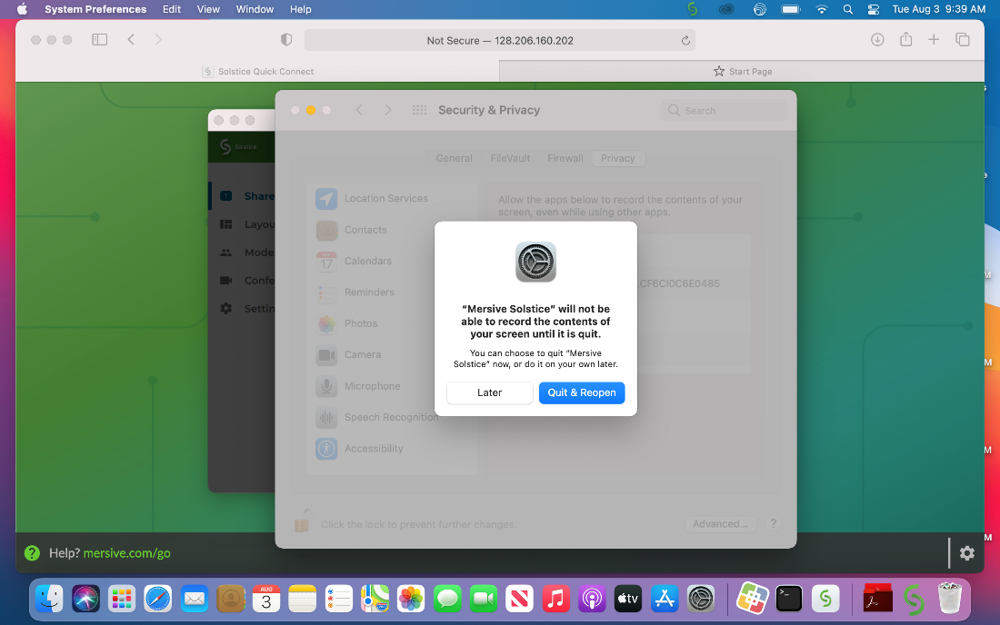 System Preferences Edit View Window Help Tue Aug 3 9:39 AM
Not Secure — 128.206.160.202
Solstice Quick Connect
Start Page
Security & Privacy
Search
Solstice
General FileVault Firewall Privacy
Share
Location Services
Allow the apps below to record the contents of your
screen, even while using other apps.
Layou
Contacts
Mode
17
Calendars
Confe
CF6CI0C6E0485
Reminders
Settin
Photos
Camera
Microphone
Speech Recognition
Accessibility
“Mersive Solstice” will not be
able to record the contents of
your screen until it is quit.
You can choose to quit “Mersive
Solstice” now, or do it on your own later.
Later
Quit & Reopen
Click the lock to prevent further changes.
Advanced...
?
? Help? mersive.com/go
AUG
3
tv